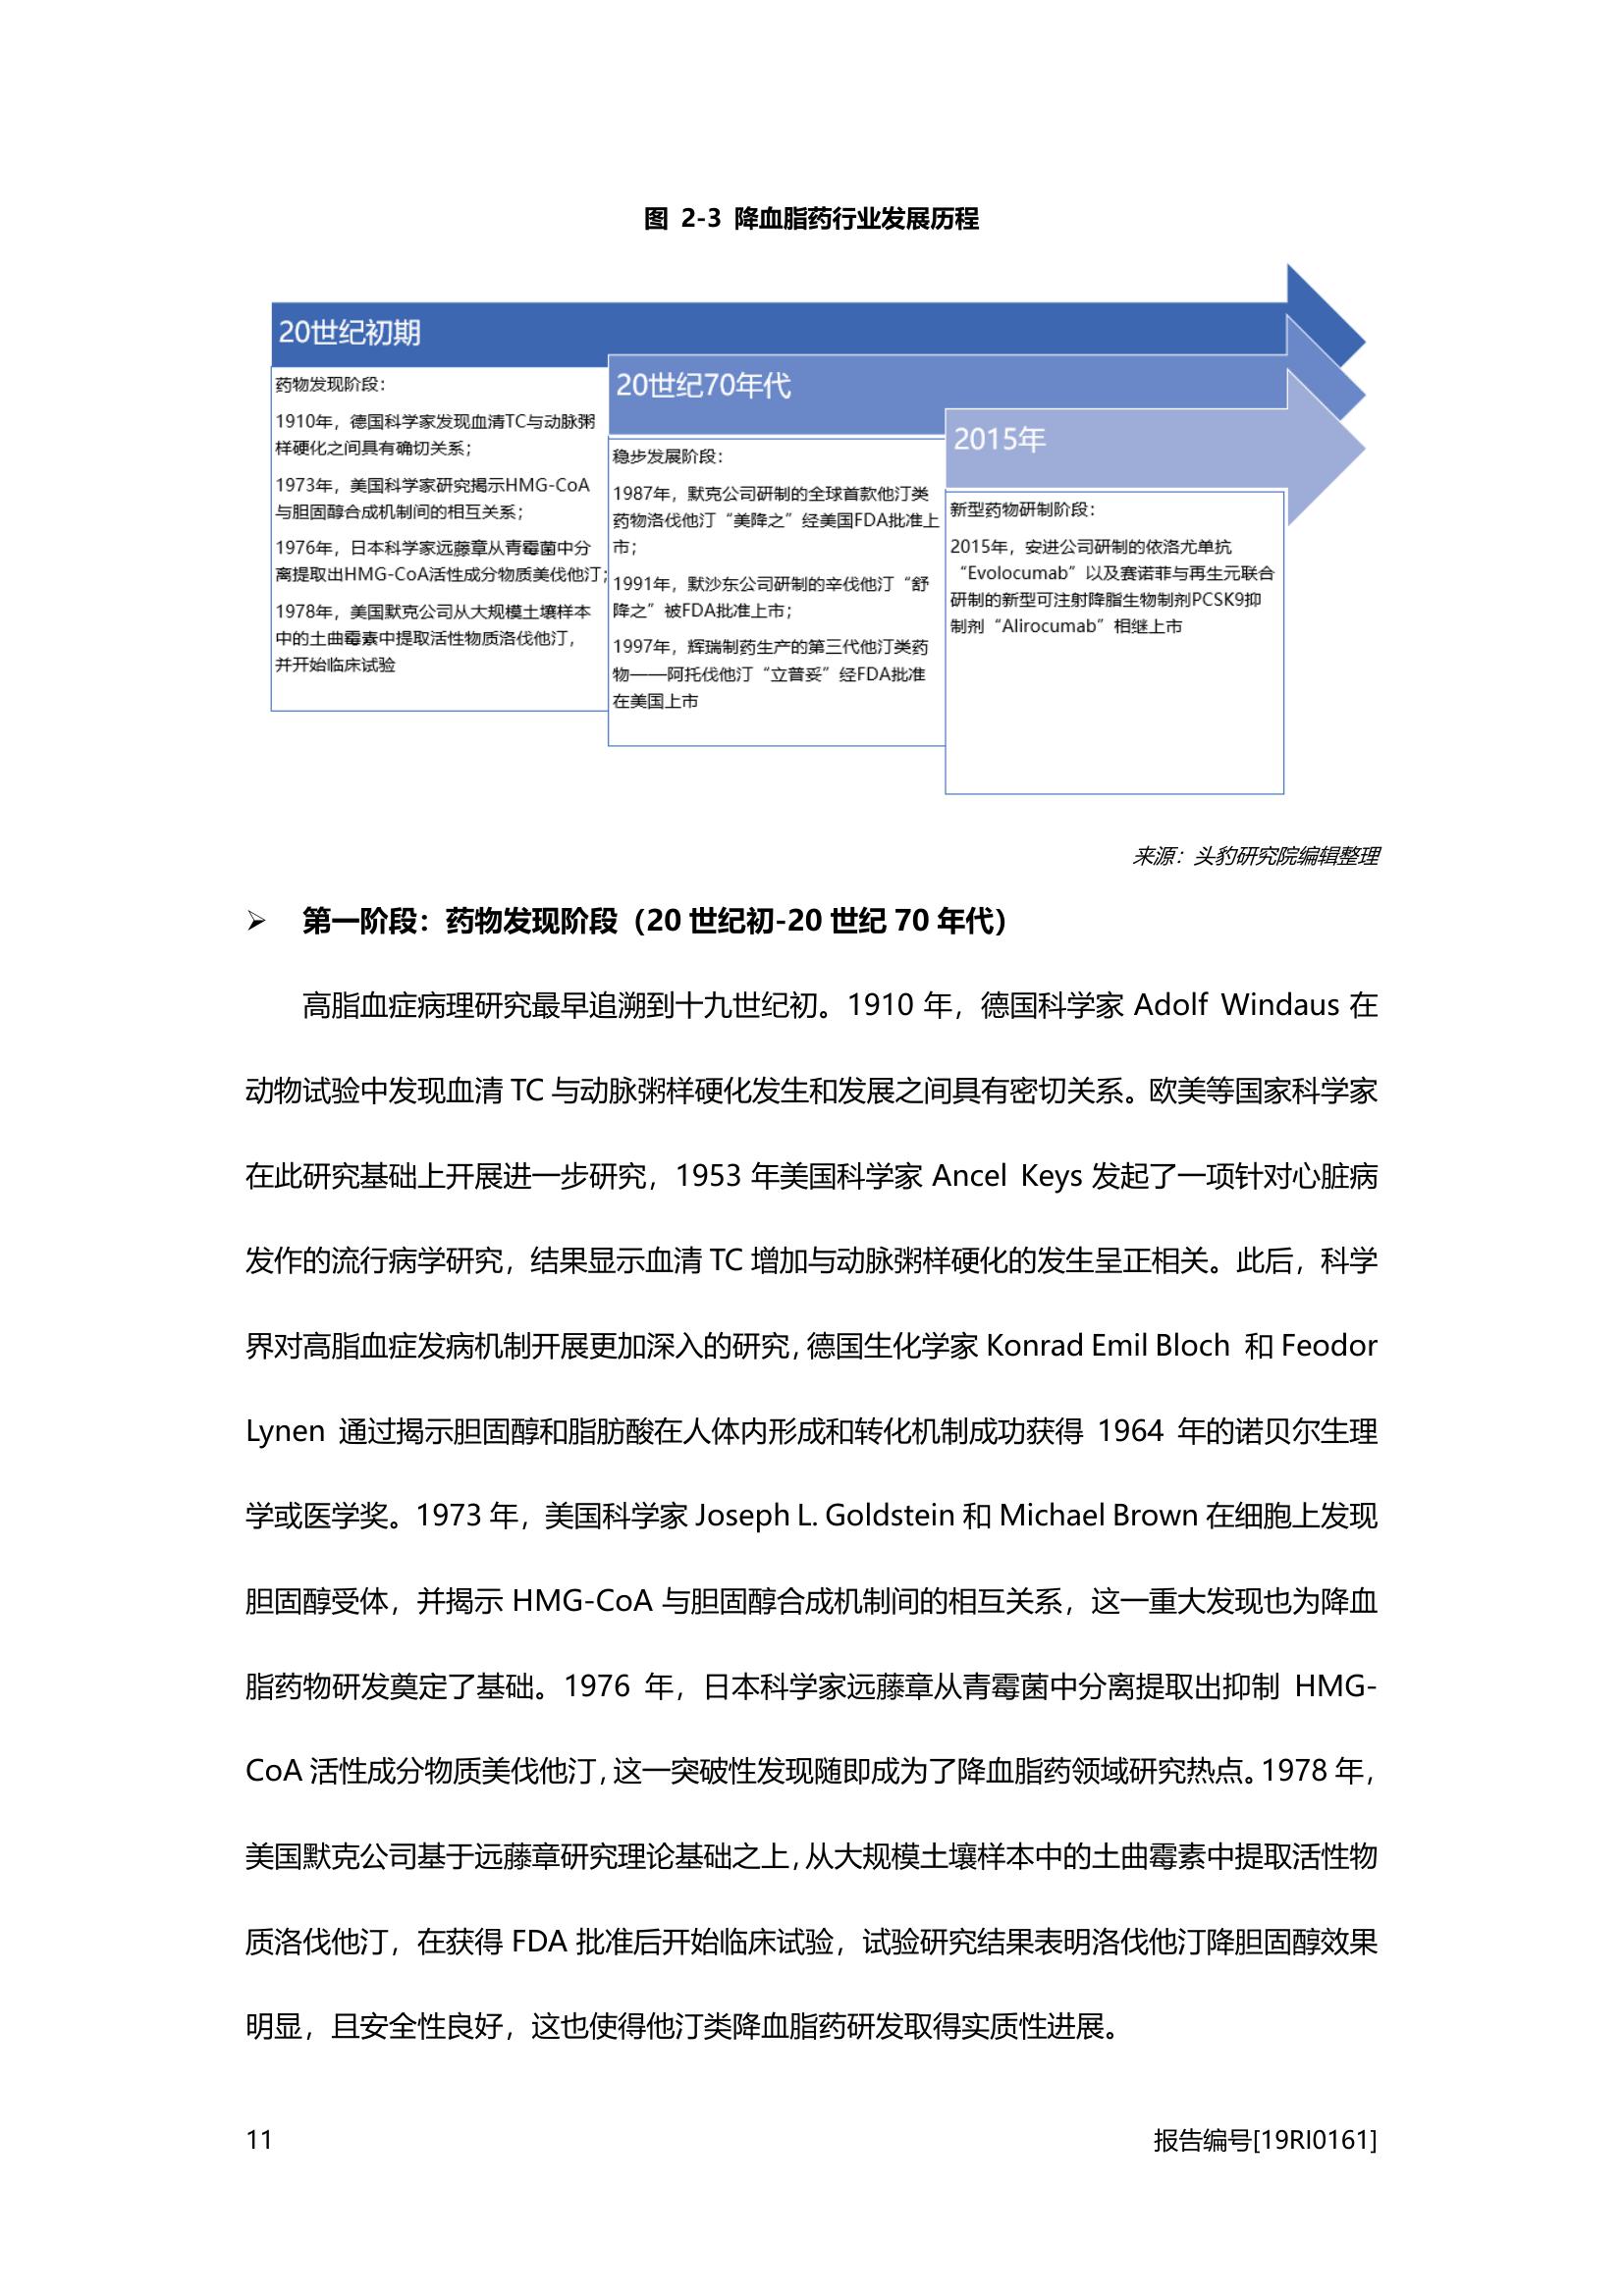 图 2-3 降血脂药行业发展历程
20世纪初期
药物发现阶段：
1910年，德国科学家发现血清TC与动脉粥
样硬化之间具有确切关系；
1973年，美国科学家研究揭示HMG-CoA
与胆固醇合成机制间的相互关系；
1976年，日本科学家远藤章从青霉菌中分
离提取出HMG-CoA活性成分物质美伐他汀；
1978年，美国默克公司从大规模土壤样本
中的土曲霉素中提取活性物质洛伐他汀，
并开始临床试验
20世纪70年代
稳步发展阶段：
1987年，默克公司研制的全球首款他汀类
药物洛伐他汀“美降之”经美国FDA批准上
市；
1991年，默沙东公司研制的辛伐他汀“舒
降之”被FDA批准上市；
1997年，辉瑞制药生产的第三代他汀类药
物——阿托伐他汀“立普妥”经FDA批准
在美国上市
2015年
新型药物研制阶段：
2015年，安进公司研制的依洛尤单抗
“Evolocumab”以及赛诺菲与再生元联合
研制的新型可注射降脂生物制剂PCSK9抑
制剂“Alirocumab”相继上市
来源：头豹研究院编辑整理
➢ 第一阶段：药物发现阶段（20 世纪初-20 世纪 70 年代）
高脂血症病理研究最早追溯到十九世纪初。1910 年，德国科学家 Adolf Windaus 在
动物试验中发现血清 TC 与动脉粥样硬化发生和发展之间具有密切关系。欧美等国家科学家
在此研究基础上开展进一步研究，1953 年美国科学家 Ancel Keys 发起了一项针对心脏病
发作的流行病学研究，结果显示血清 TC 增加与动脉粥样硬化的发生呈正相关。此后，科学
界对高脂血症发病机制开展更加深入的研究，德国生化学家 Konrad Emil Bloch 和 Feodor
Lynen 通过揭示胆固醇和脂肪酸在人体内形成和转化机制成功获得 1964 年的诺贝尔生理
学或医学奖。1973 年，美国科学家 Joseph L. Goldstein 和 Michael Brown 在细胞上发现
胆固醇受体，并揭示 HMG-CoA 与胆固醇合成机制间的相互关系，这一重大发现也为降血
脂药物研发奠定了基础。1976 年，日本科学家远藤章从青霉菌中分离提取出抑制 HMG-
CoA 活性成分物质美伐他汀，这一突破性发现随即成为了降血脂药领域研究热点。1978 年，
美国默克公司基于远藤章研究理论基础之上，从大规模土壤样本中的土曲霉素中提取活性物
质洛伐他汀，在获得 FDA 批准后开始临床试验，试验研究结果表明洛伐他汀降胆固醇效果
明显，且安全性良好，这也使得他汀类降血脂药研发取得实质性进展。
11
报告编号[19RI0161]